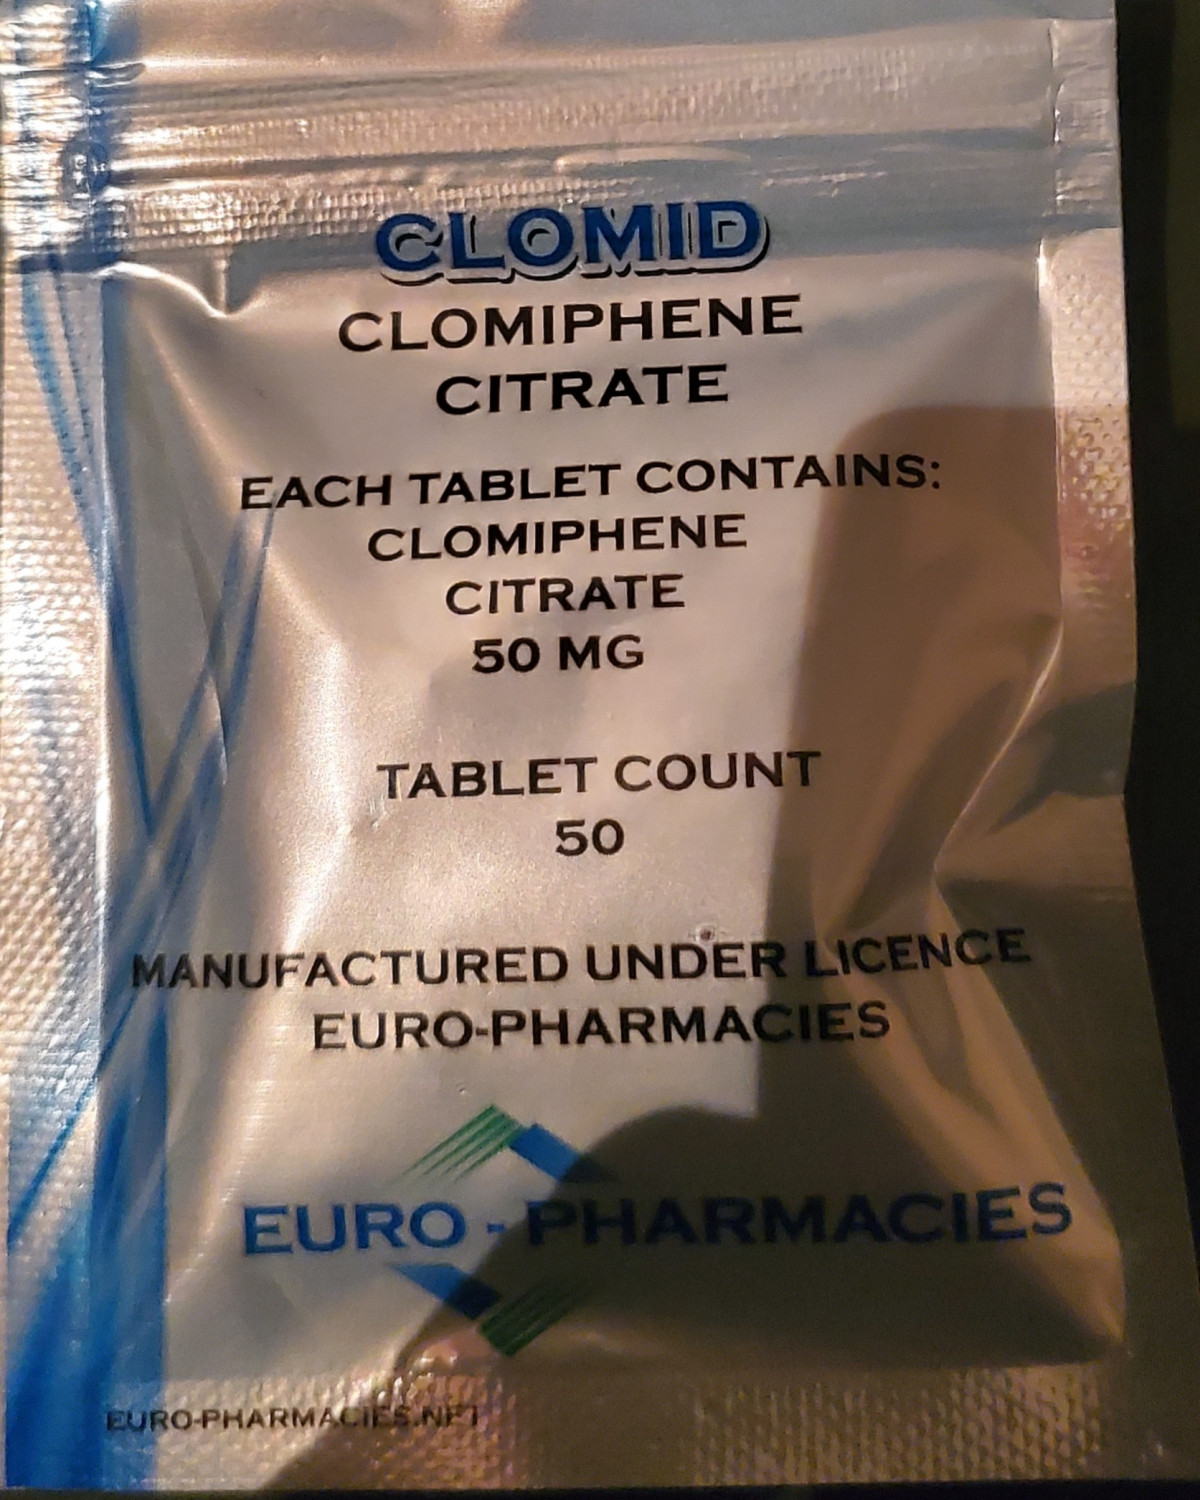 CLOMID
CLOMIPHENE
CITRATE
EACH TABLET CONTAINS:
CLOMIPHENE
CITRATE
50 MG
TABLET COUNT
50
MANUFACTURED UNDER LICENCE
EURO-PHARMACIES
EURO - PHARMACIES
EURO-PHARMACIES.NET